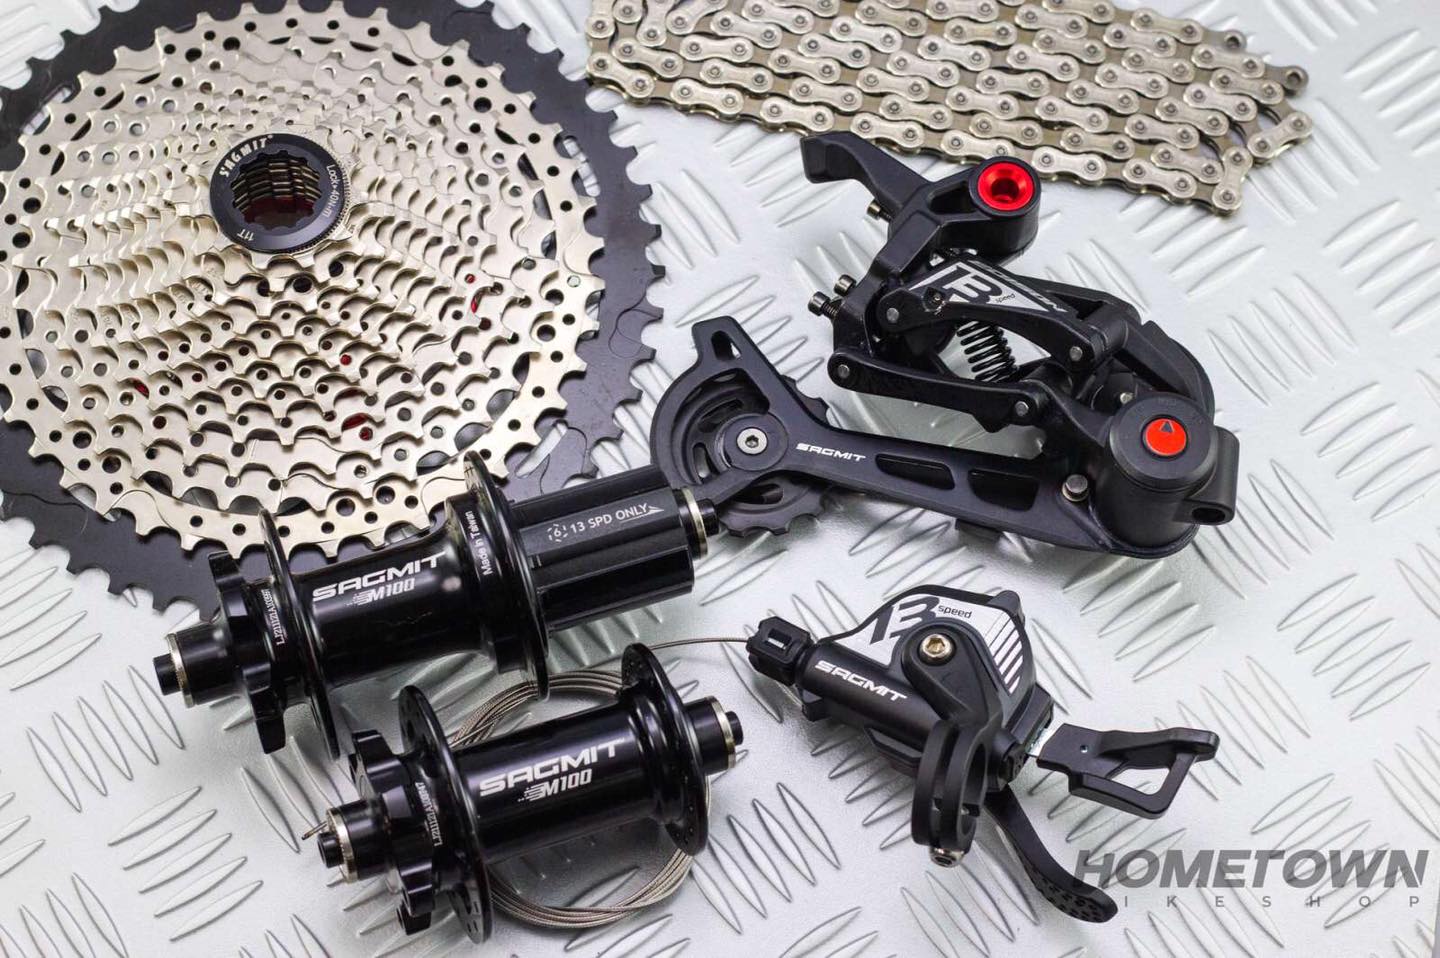 SAGMIT
Lock 40N·m
11T
13
speed
SAGMIT
13 SPD ONLY
Made in Taiwan
SAGMIT
M100
13
speed
SAGMIT
SAGMIT
M100
HOMETOWN
BIKESHOP